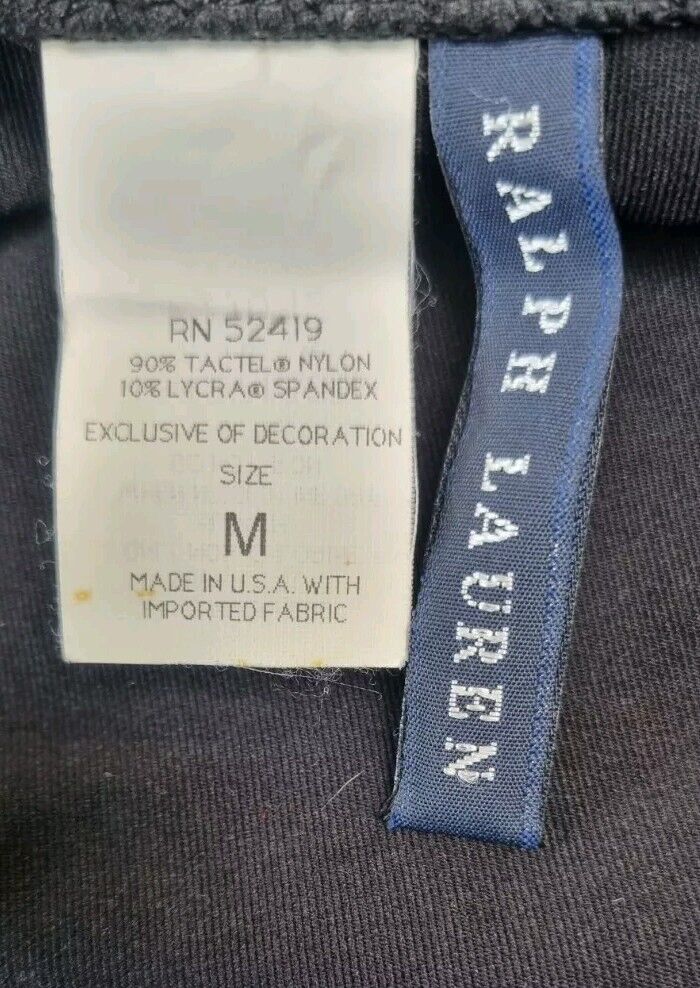 RN 52419
90% TACTEL® NYLON
10% LYCRA® SPANDEX
EXCLUSIVE OF DECORATION
SIZE
M
MADE IN U.S.A. WITH
IMPORTED FABRIC
RALPH LAUREN